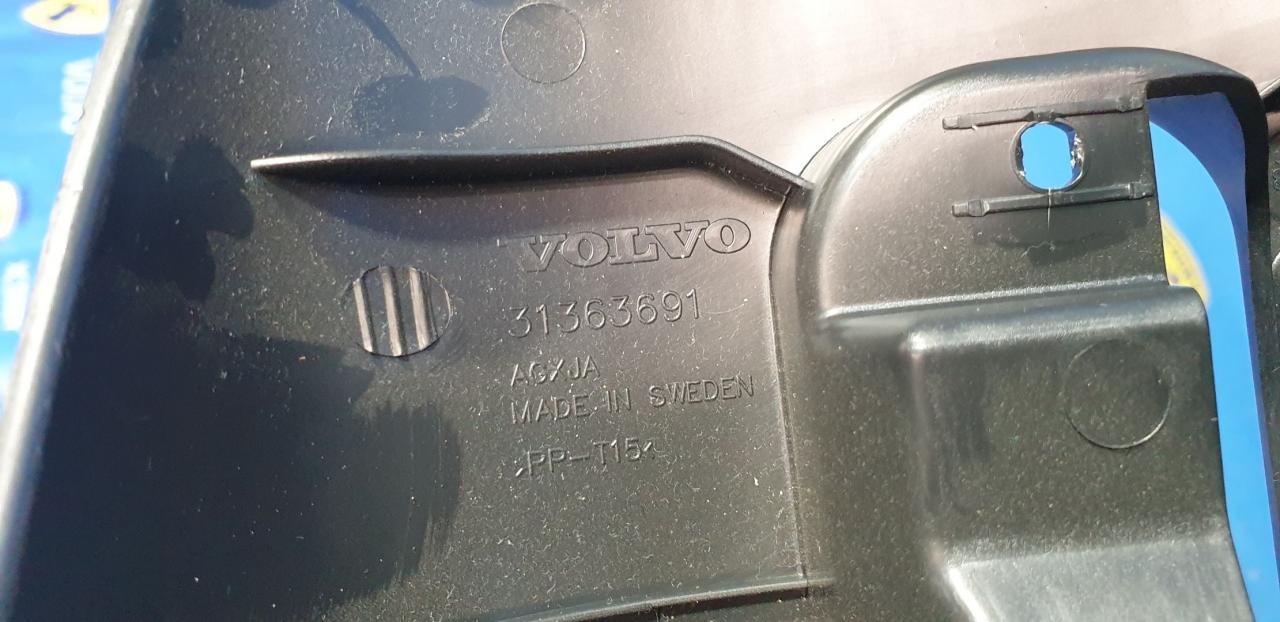 VOLVO
31363691
AGXJA
MADE IN SWEDEN
>PP-T15<